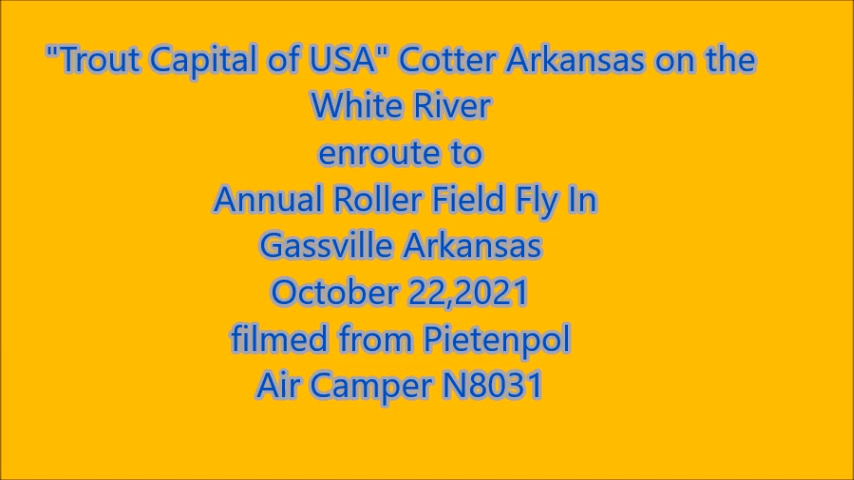 "Trout Capital of USA" Cotter Arkansas on the
White River
enroute to
Annual Roller Field Fly In
Gassville Arkansas
October 22,2021
filmed from Pietenpol
Air Camper N8031